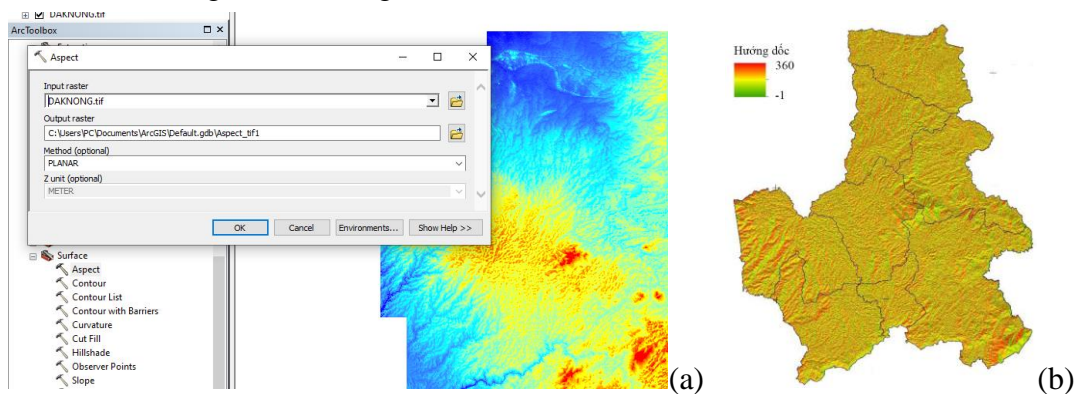 DAKNONG.tif
ArcToolbox
Aspect
Input raster
DAKNONG.tif
Output raster
C:\Users\PC\Documents\ArcGIS\Default.gdb\Aspect_tif1
Method (optional)
PLANAR
Z unit (optional)
METER
OK Cancel Environments... Show Help >>
Surface
Aspect
Contour
Contour List
Contour with Barriers
Curvature
Cut Fill
Hillshade
Observer Points
Slope
(a)
Hướng dốc
360
-1
(b)